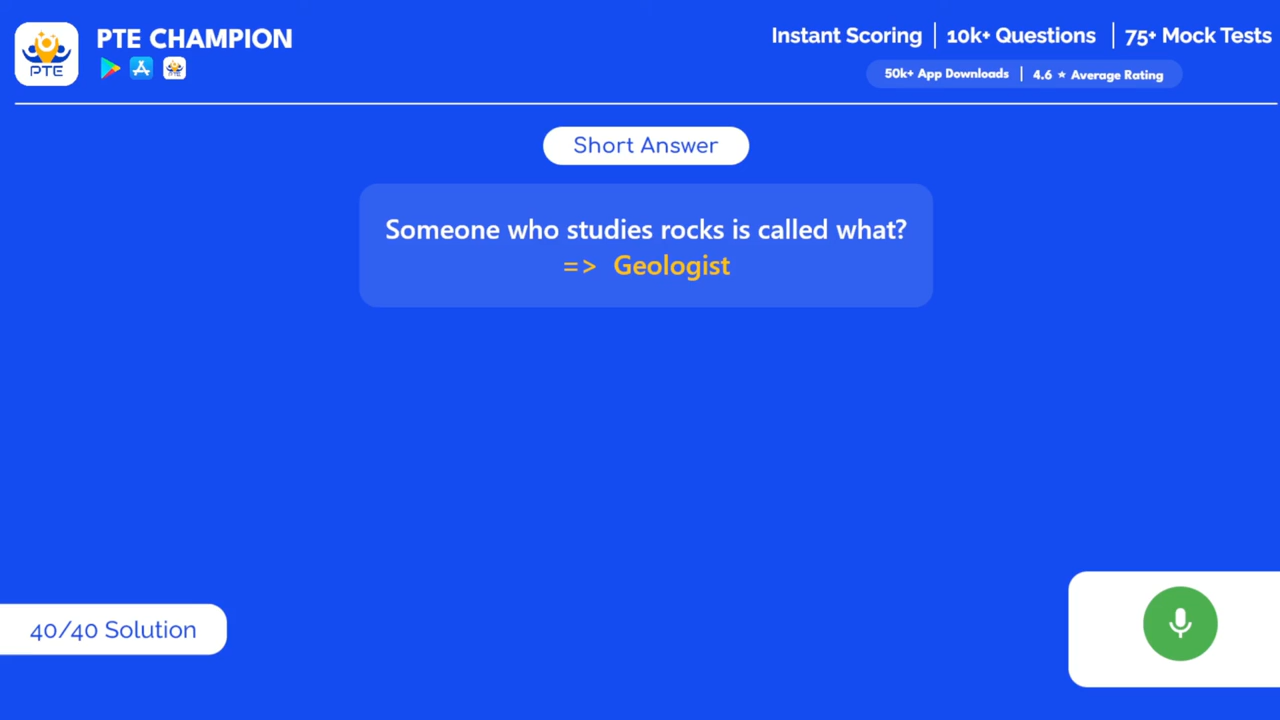 PTE CHAMPION
PTE
Instant Scoring | 10k+ Questions | 75+ Mock Tests
50k+ App Downloads | 4.6 ★ Average Rating
Short Answer
Someone who studies rocks is called what?
=> Geologist
40/40 Solution